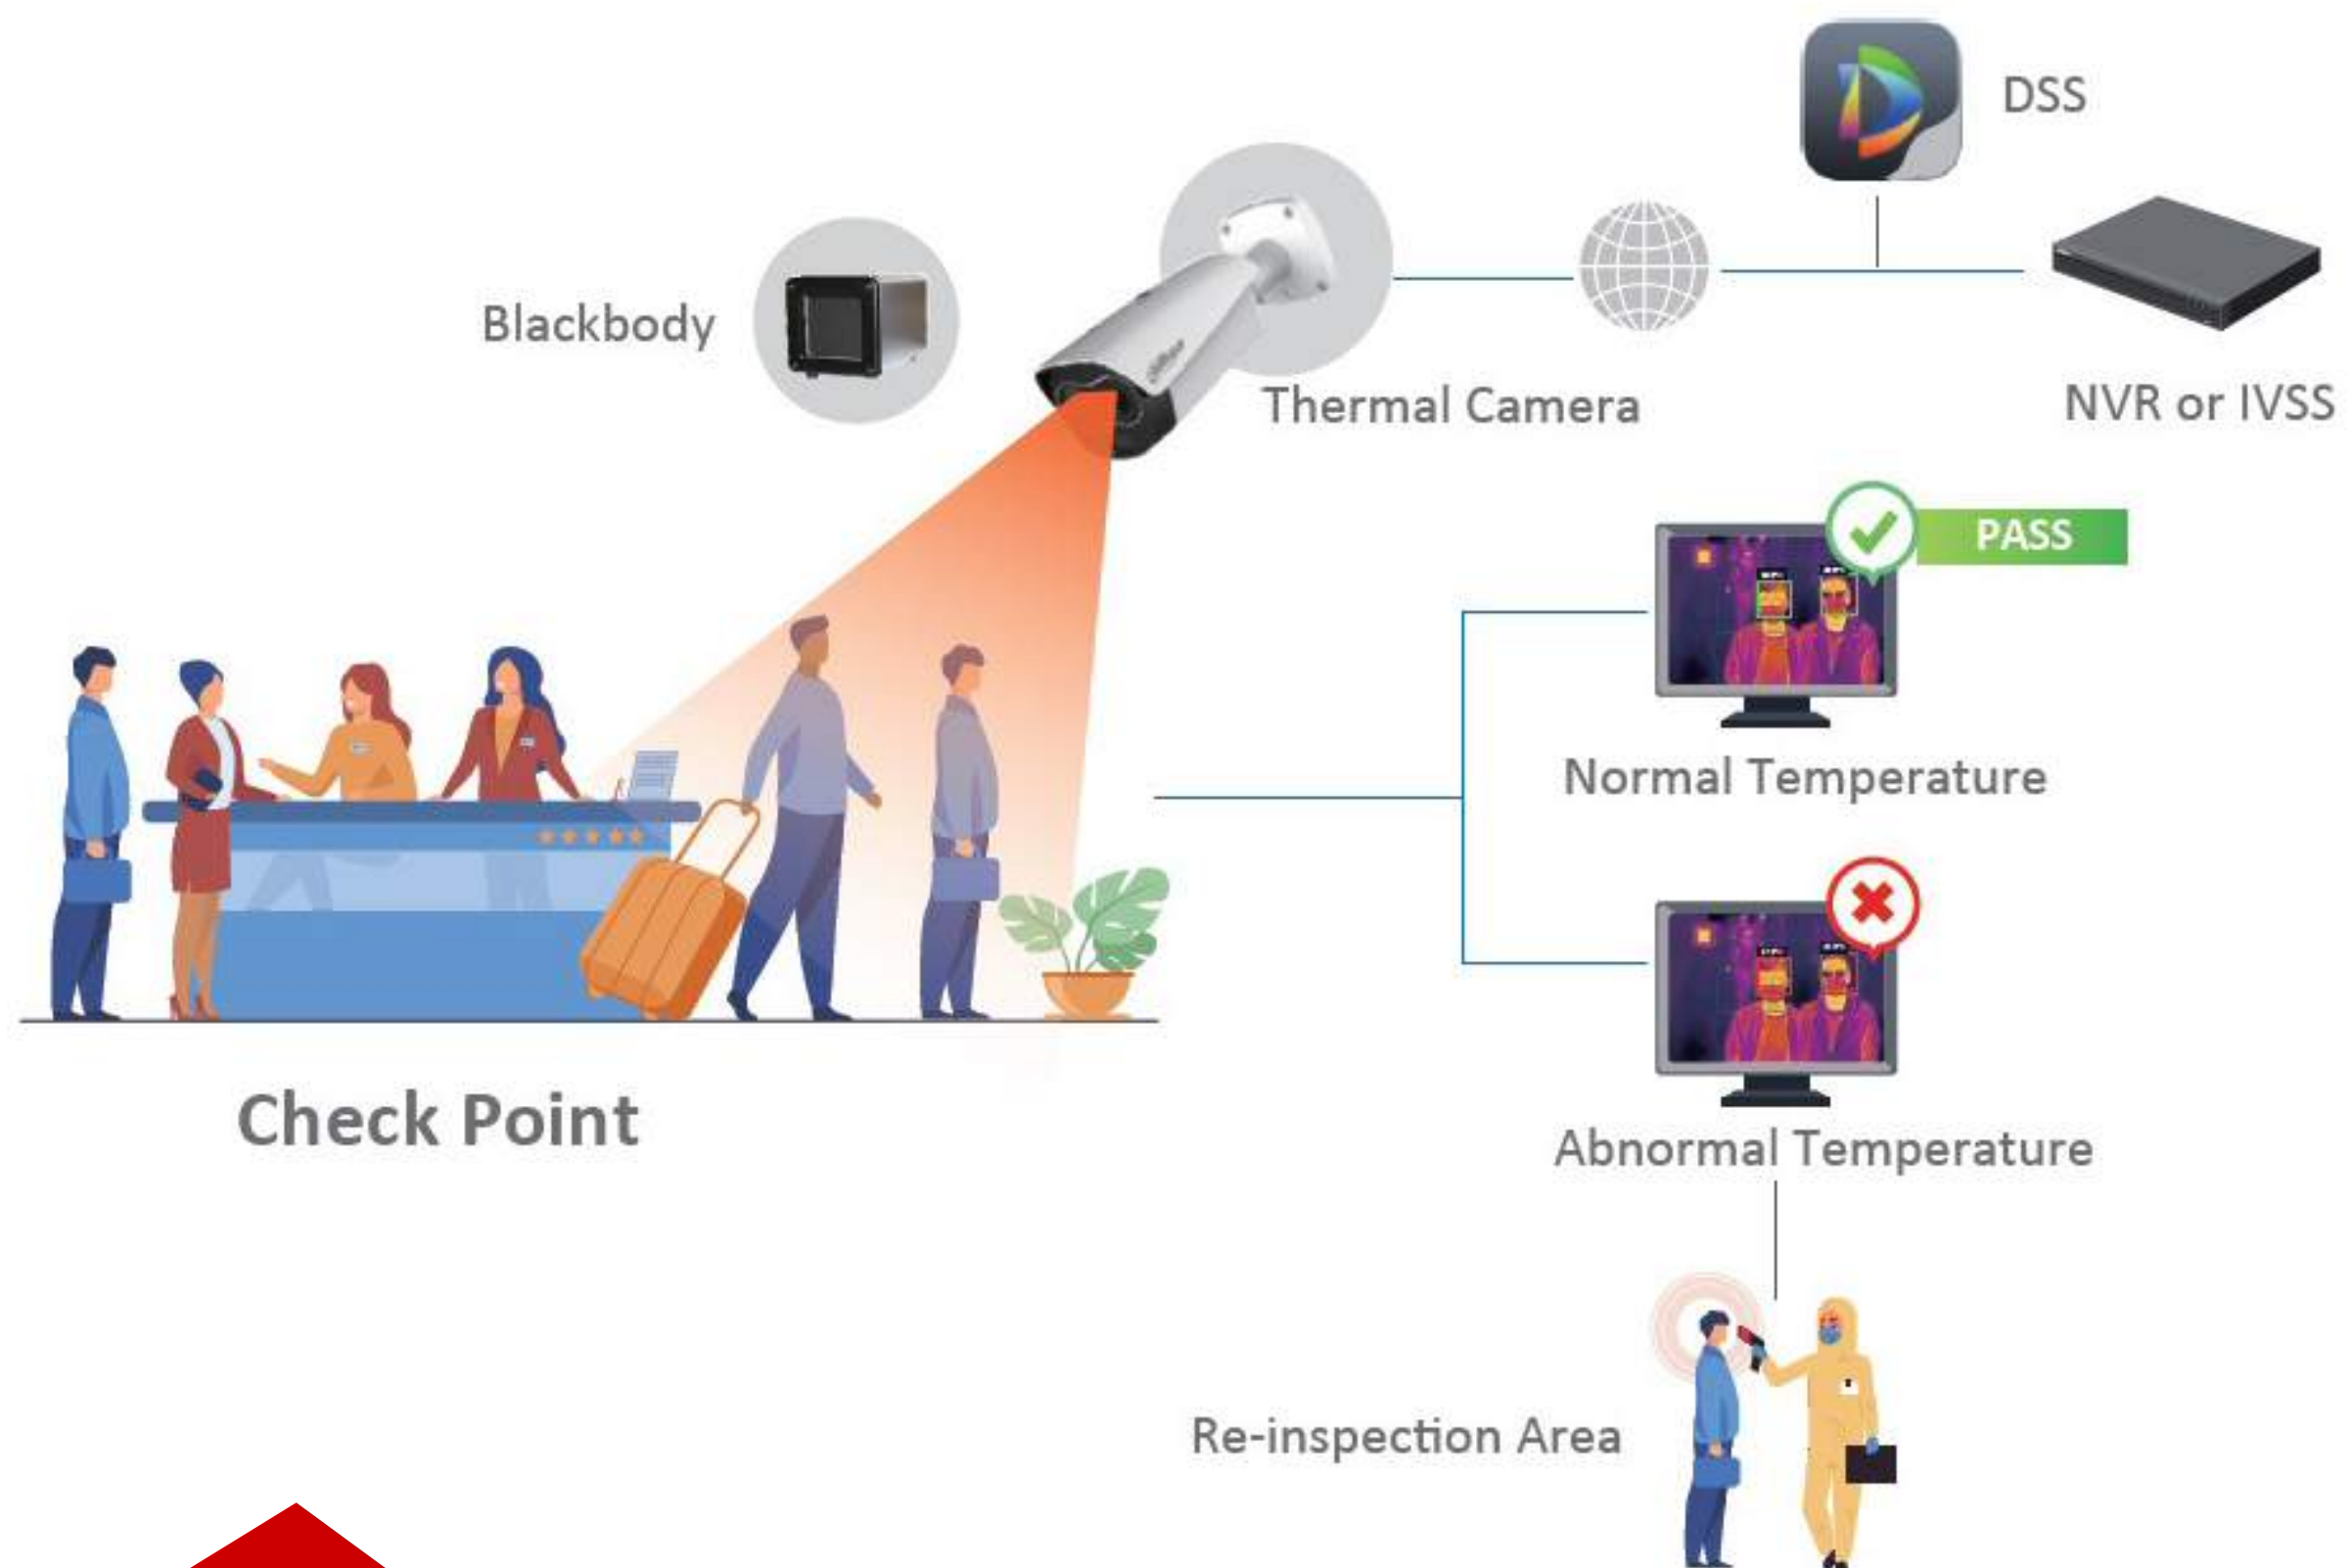 DSS
Blackbody
Thermal Camera
NVR or IVSS
PASS
Normal Temperature
Check Point
Abnormal Temperature
Re-inspection Area